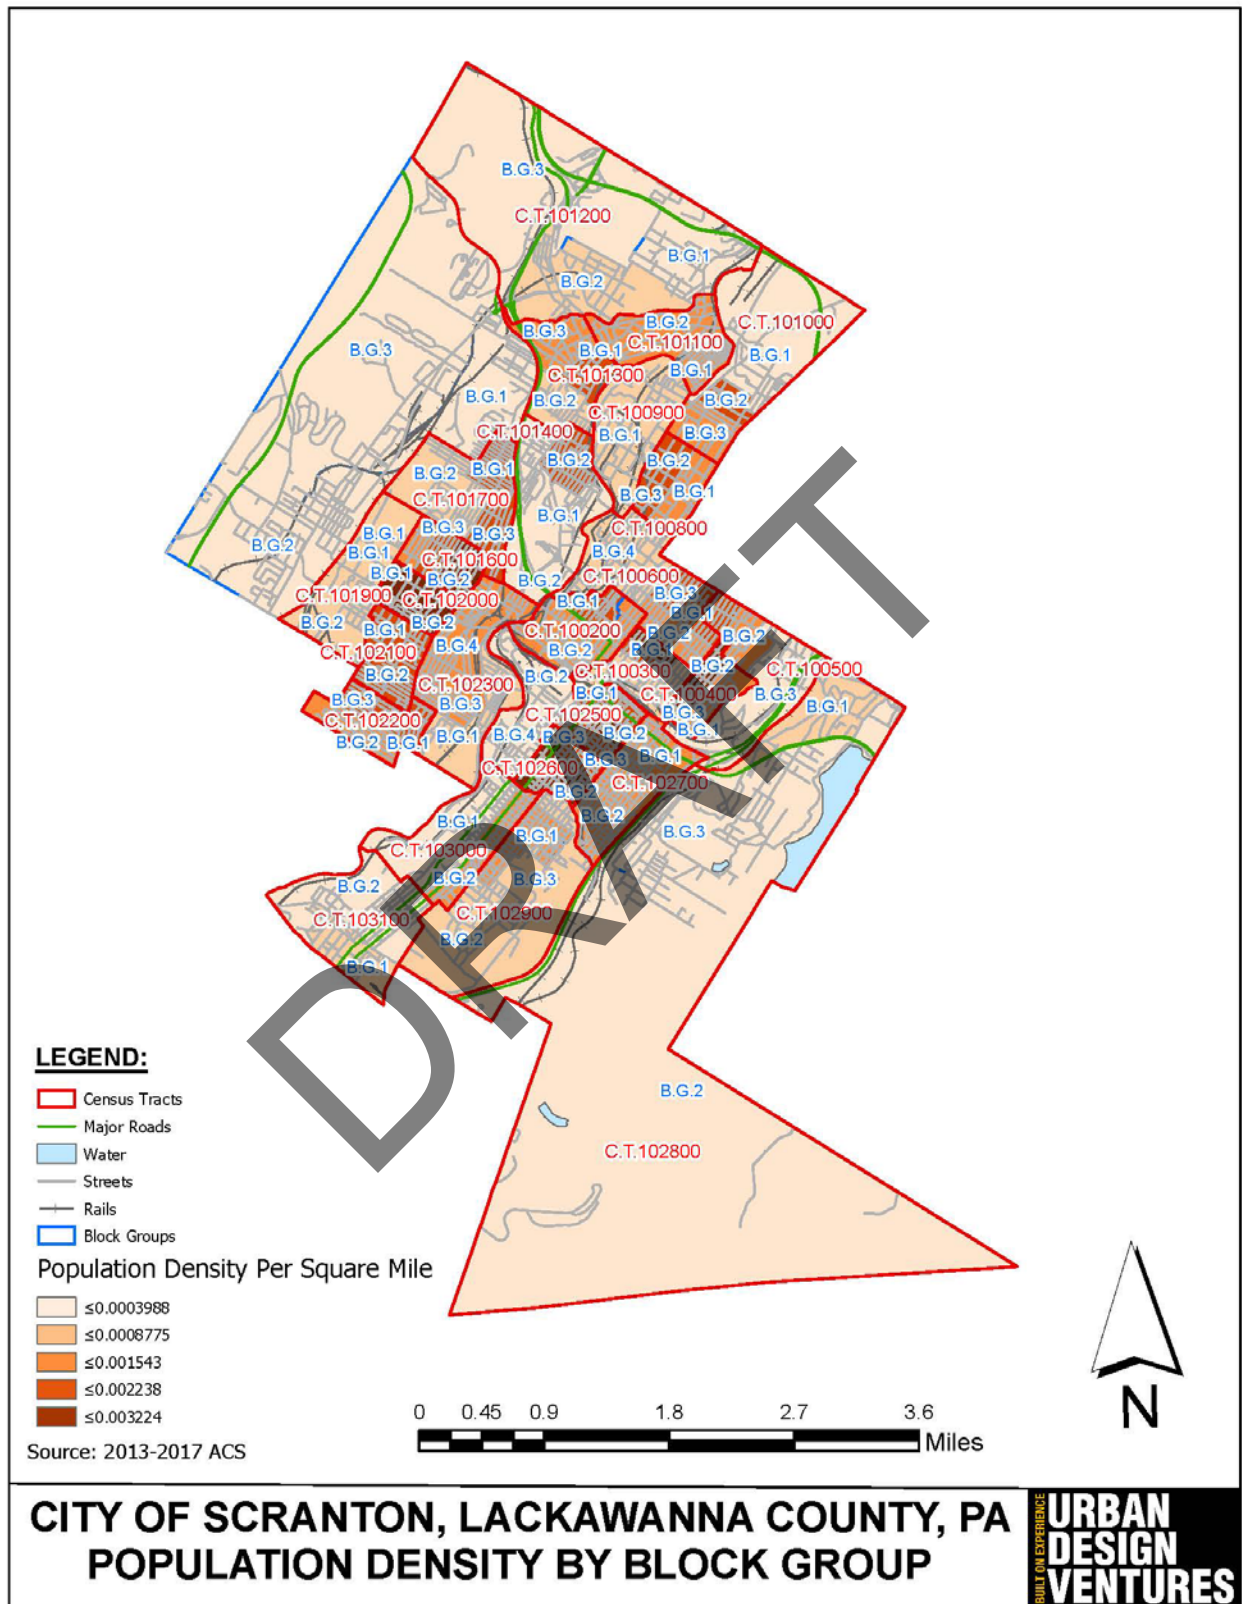 B.G.3
C.T.101200
B.G.1
B.G.2
C.T.101000
B.G.3
B.G.2
C.T.101100
B.G.3
B.G.1
B.G.1
B.G.1
C.T.101300
B.G.1
B.G.2
B.G.2
C.T.100900
C.T.101400
B.G.1
B.G.3
B.G.2
B.G.2
B.G.2
B.G.1
C.T.101700
B.G.3
B.G.1
B.G.1
B.G.3
B.G.3
B.G.1
C.T.100800
B.G.1
B.G.4
C.T.101600
B.G.2
B.G.1
B.G.2
B.G.2
C.T.100600
C.T.101900
C.T.102000
B.G.1
B.G.3
B.G.1
B.G.2
B.G.1
B.G.2
C.T.100200
B.G.2
B.G.2
C.T.102100
B.G.4
B.G.2
B.G.1
B.G.2
C.T.100500
B.G.2
B.G.2
C.T.100300
C.T.102300
B.G.1
C.T.100400
B.G.3
B.G.1
B.G.3
B.G.3
C.T.102500
B.G.3
C.T.102200
B.G.1
B.G.4
B.G.3
B.G.2
B.G.1
B.G.2
B.G.1
B.G.3
B.G.1
C.T.102600
C.T.102700
B.G.2
B.G.2
B.G.1
B.G.1
B.G.3
C.T.103000
B.G.2
B.G.2
B.G.3
C.T.103100
C.T.102900
B.G.2
B.G.1
B.G.2
C.T.102800
DRAFT
LEGEND:
Census Tracts
Major Roads
Water
Streets
Rails
Block Groups
Population Density Per Square Mile
≤0.0003988
≤0.0008775
≤0.001543
≤0.002238
≤0.003224
Source: 2013-2017 ACS
0 0.45 0.9 1.8 2.7 3.6
Miles
N
CITY OF SCRANTON, LACKAWANNA COUNTY, PA
POPULATION DENSITY BY BLOCK GROUP
BUILT ON EXPERIENCE
URBAN
DESIGN
VENTURES